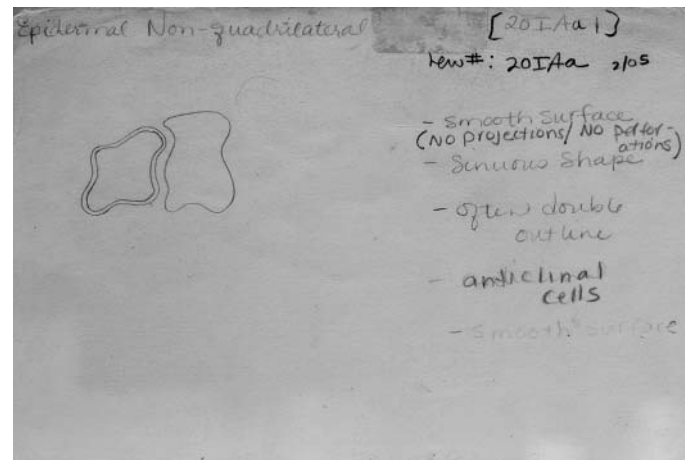 Epidermal Non-quadrilateral
[20IAa1]
New#: 20IAa 2/05
- Smooth Surface
(NO projections/ NO perfor-
ations)
- Sinuous Shape
- often double
outline
- anticlinal
cells
- Smooth surface